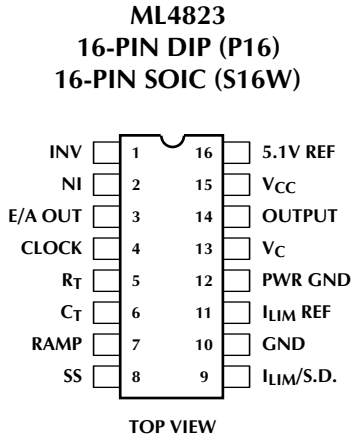 ML4823
16-PIN DIP (P16)
16-PIN SOIC (S16W)
INV 1 16 5.1V REF
NI 2 15 VCC
E/A OUT 3 14 OUTPUT
CLOCK 4 13 VC
RT 5 12 PWR GND
CT 6 11 ILIM REF
RAMP 7 10 GND
SS 8 9 ILIM/S.D.
TOP VIEW